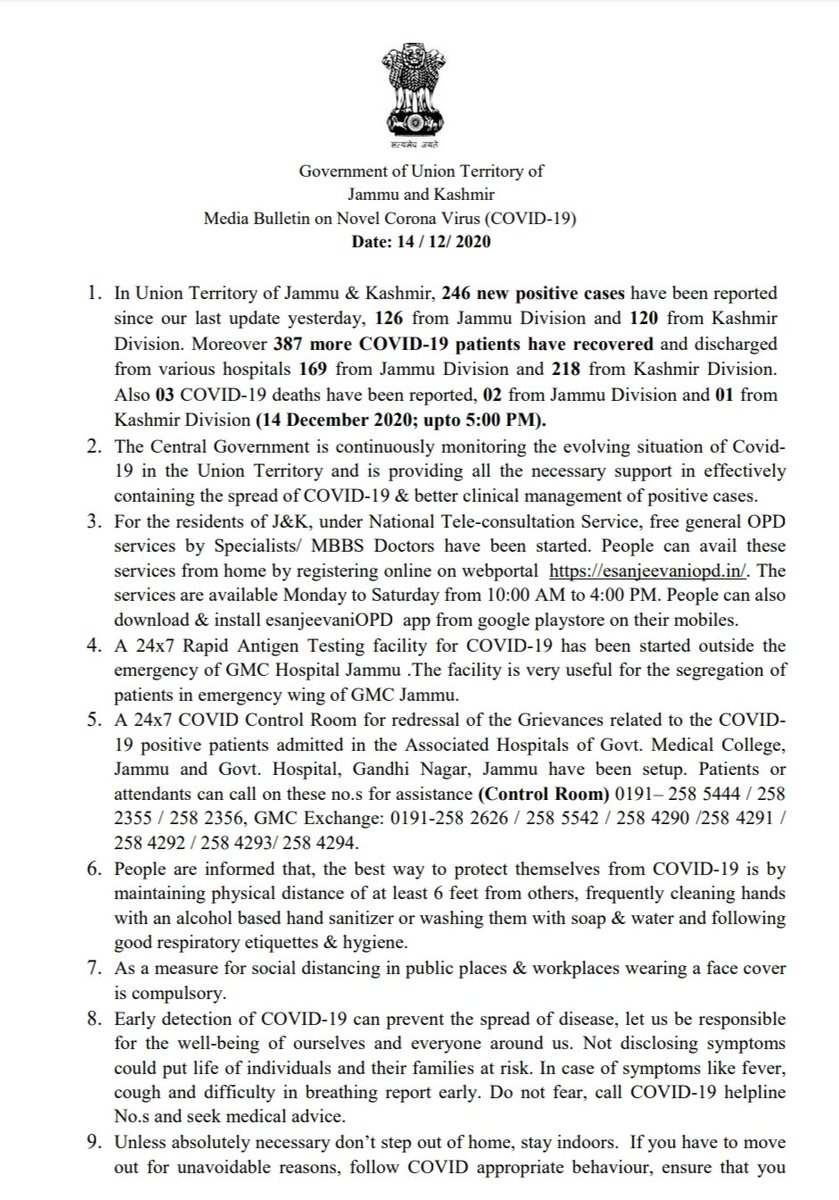 सत्यमेव जयते
Government of Union Territory of
Jammu and Kashmir
Media Bulletin on Novel Corona Virus (COVID-19)
Date: 14 / 12/ 2020
1. In Union Territory of Jammu & Kashmir, 246 new positive cases have been reported
since our last update yesterday, 126 from Jammu Division and 120 from Kashmir
Division. Moreover 387 more COVID-19 patients have recovered and discharged
from various hospitals 169 from Jammu Division and 218 from Kashmir Division.
Also 03 COVID-19 deaths have been reported, 02 from Jammu Division and 01 from
Kashmir Division (14 December 2020; upto 5:00 PM).
2. The Central Government is continuously monitoring the evolving situation of Covid-
19 in the Union Territory and is providing all the necessary support in effectively
containing the spread of COVID-19 & better clinical management of positive cases.
3. For the residents of J&K, under National Tele-consultation Service, free general OPD
services by Specialists/ MBBS Doctors have been started. People can avail these
services from home by registering online on webportal https://esanjeevaniopd.in/. The
services are available Monday to Saturday from 10:00 AM to 4:00 PM. People can also
download & install esanjeevaniOPD app from google playstore on their mobiles.
4. A 24x7 Rapid Antigen Testing facility for COVID-19 has been started outside the
emergency of GMC Hospital Jammu .The facility is very useful for the segregation of
patients in emergency wing of GMC Jammu.
5. A 24x7 COVID Control Room for redressal of the Grievances related to the COVID-
19 positive patients admitted in the Associated Hospitals of Govt. Medical College,
Jammu and Govt. Hospital, Gandhi Nagar, Jammu have been setup. Patients or
attendants can call on these no.s for assistance (Control Room) 0191– 258 5444 / 258
2355 / 258 2356, GMC Exchange: 0191-258 2626 / 258 5542 / 258 4290 /258 4291 /
258 4292 / 258 4293/ 258 4294.
6. People are informed that, the best way to protect themselves from COVID-19 is by
maintaining physical distance of at least 6 feet from others, frequently cleaning hands
with an alcohol based hand sanitizer or washing them with soap & water and following
good respiratory etiquettes & hygiene.
7. As a measure for social distancing in public places & workplaces wearing a face cover
is compulsory.
8. Early detection of COVID-19 can prevent the spread of disease, let us be responsible
for the well-being of ourselves and everyone around us. Not disclosing symptoms
could put life of individuals and their families at risk. In case of symptoms like fever,
cough and difficulty in breathing report early. Do not fear, call COVID-19 helpline
No.s and seek medical advice.
9. Unless absolutely necessary don’t step out of home, stay indoors. If you have to move
out for unavoidable reasons, follow COVID appropriate behaviour, ensure that you